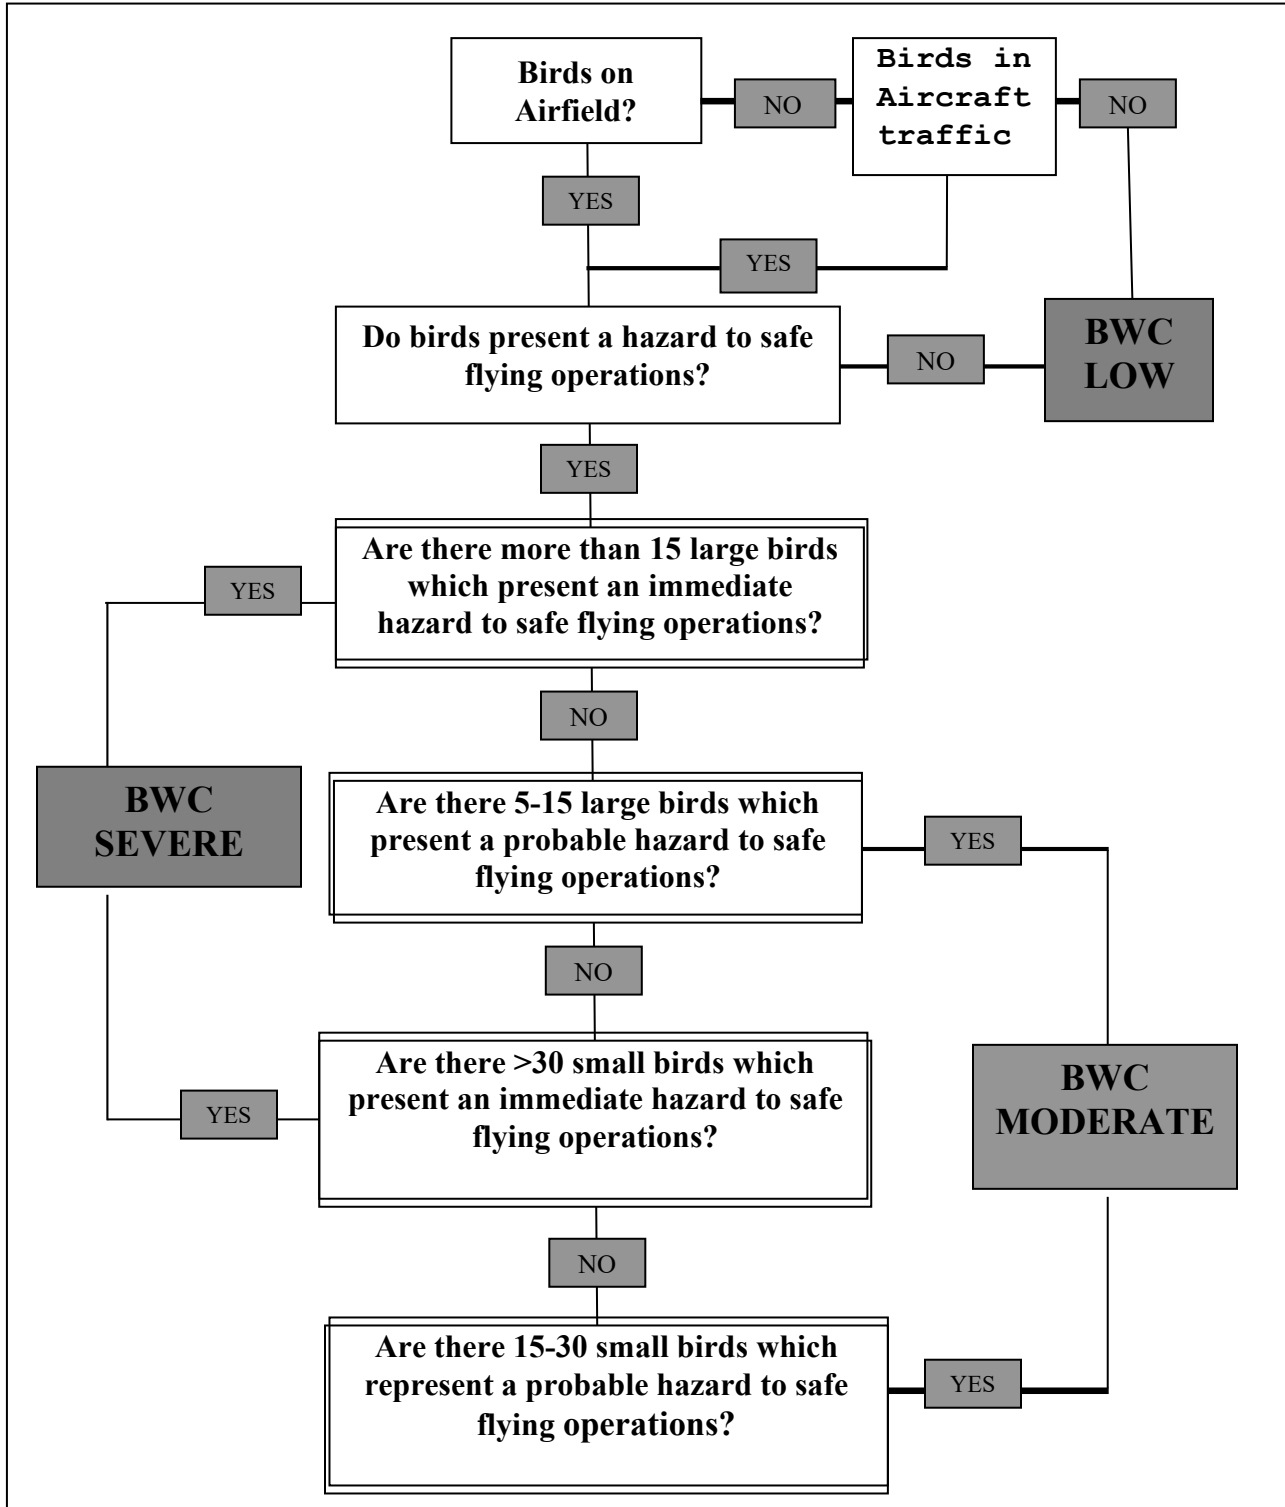 Birds on
Airfield?
NO
Birds in
Aircraft
traffic
NO
YES
YES
Do birds present a hazard to safe
flying operations?
NO
BWC
LOW
YES
Are there more than 15 large birds
which present an immediate
hazard to safe flying operations?
YES
NO
BWC
SEVERE
Are there 5-15 large birds which
present a probable hazard to safe
flying operations?
YES
NO
Are there >30 small birds which
present an immediate hazard to safe
flying operations?
YES
BWC
MODERATE
NO
Are there 15-30 small birds which
represent a probable hazard to safe
flying operations?
YES